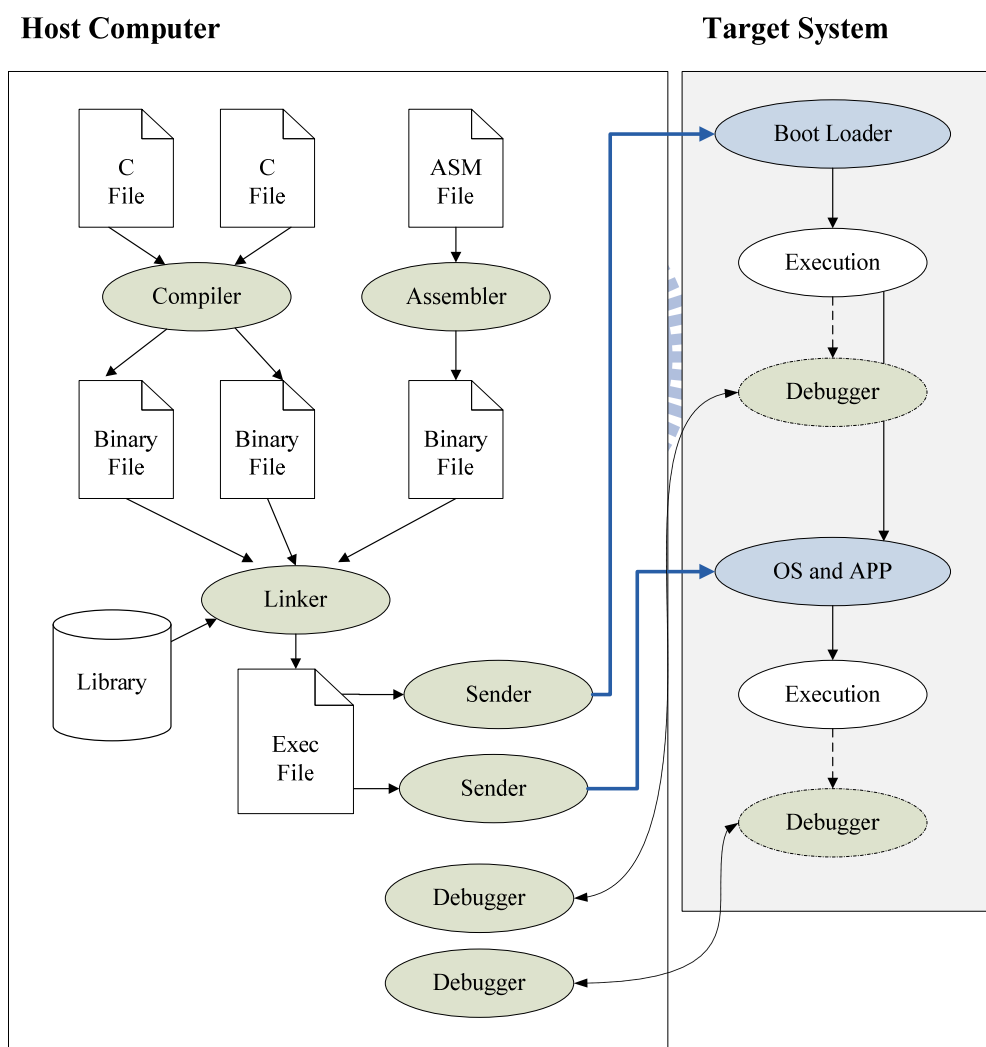 Host Computer
Target System
C
File
C
File
ASM
File
Boot Loader
Execution
Compiler
Assembler
Debugger
Binary
File
Binary
File
Binary
File
OS and APP
Linker
Library
Sender
Execution
Exec
File
Sender
Debugger
Debugger
Debugger